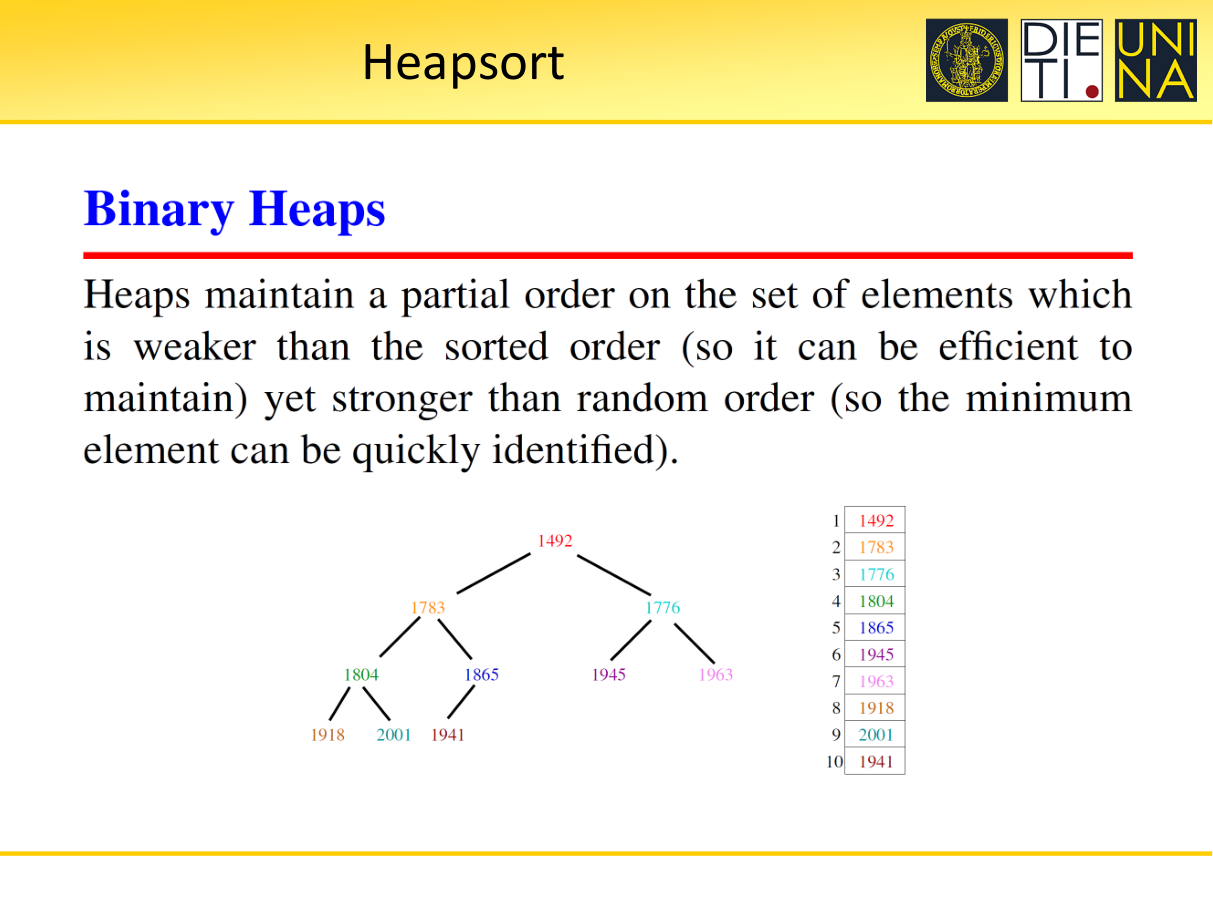 Heapsort
DIE
TI.
UNI
NA
Binary Heaps
Heaps maintain a partial order on the set of elements which
is weaker than the sorted order (so it can be efficient to
maintain) yet stronger than random order (so the minimum
element can be quickly identified).
1492
1783 1776
1804 1865 1945 1963
1918 2001 1941
1 1492
2 1783
3 1776
4 1804
5 1865
6 1945
7 1963
8 1918
9 2001
10 1941